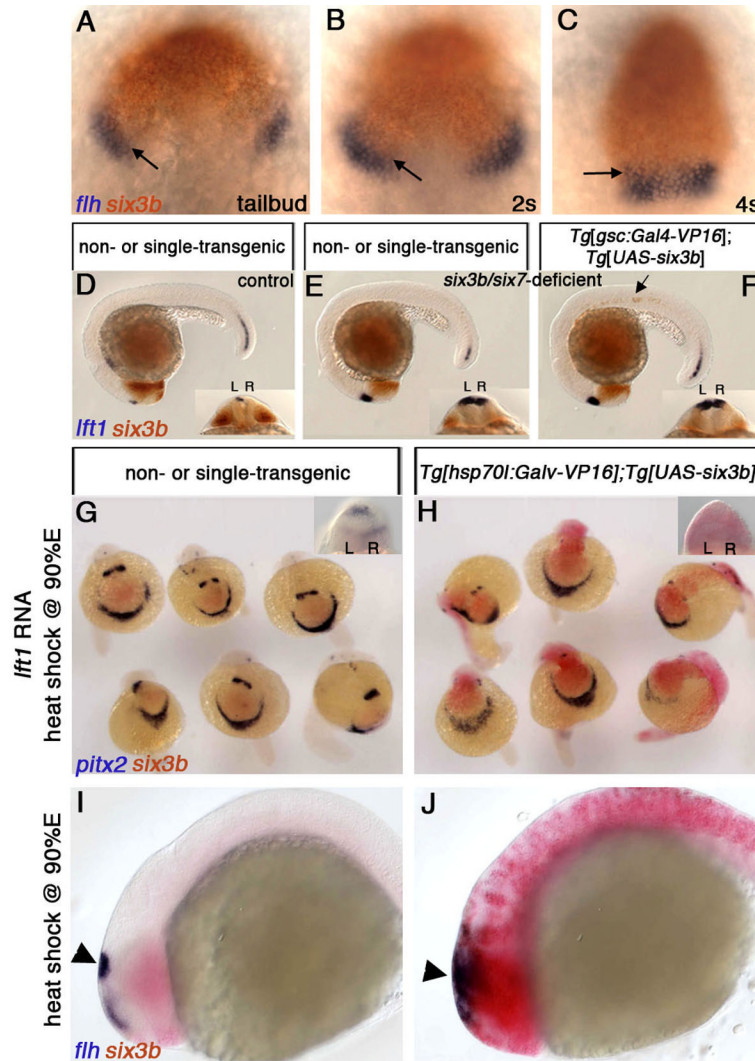 A
B
C
flh six3b
tailbud
2s
4s
non- or single-transgenic
non- or single-transgenic
Tg[gsc:Gal4-VP16];
Tg[UAS-six3b]
D
control
E
six3b/six7-deficient
F
L R
L R
L R
lft1 six3b
non- or single-transgenic
Tg[hsp70l:Galv-VP16];Tg[UAS-six3b]
G
L R
H
L R
lft1 RNA
heat shock @ 90%E
pitx2 six3b
I
J
heat shock @ 90%E
flh six3b